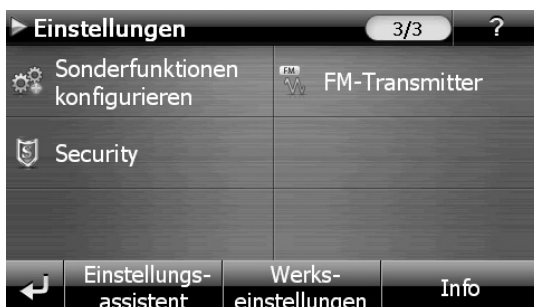 Einstellungen
3/3
?
Sonderfunktionen
konfigurieren
FM
FM-Transmitter
S
Security
Einstellungs-
assistent
Werks-
einstellungen
Info